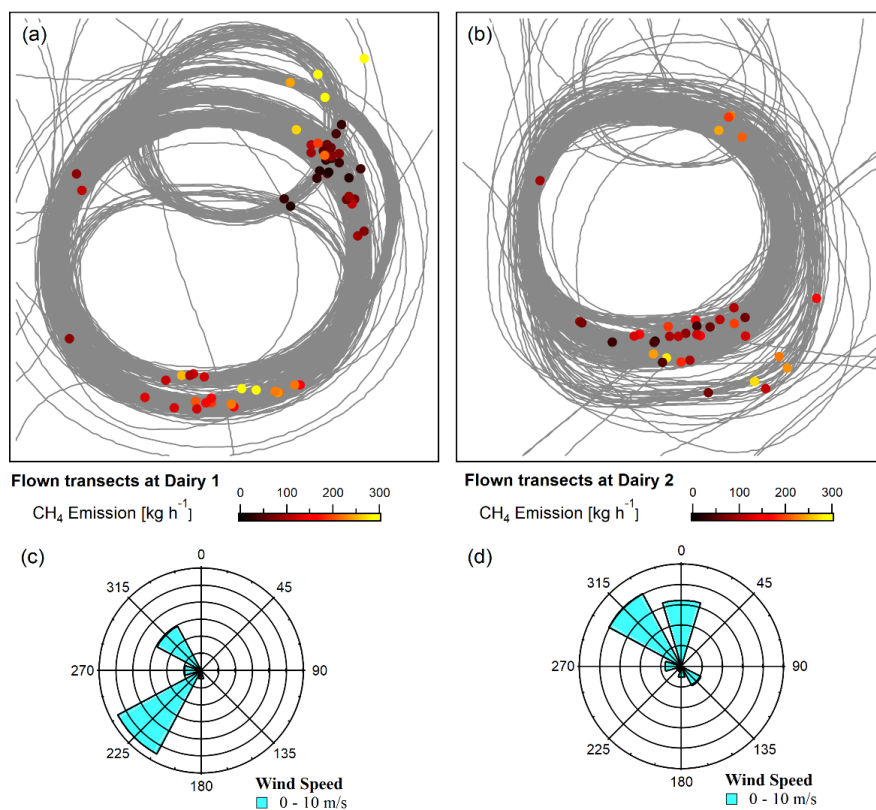 (a)
(b)
Flown transects at Dairy 1
CH₄ Emission [kg h⁻¹]
0 100 200 300
Flown transects at Dairy 2
CH₄ Emission [kg h⁻¹]
0 100 200 300
(c)
0
315 45
270 90
225 135
180
Wind Speed
0 - 10 m/s
(d)
0
315 45
270 90
225 135
180
Wind Speed
0 - 10 m/s